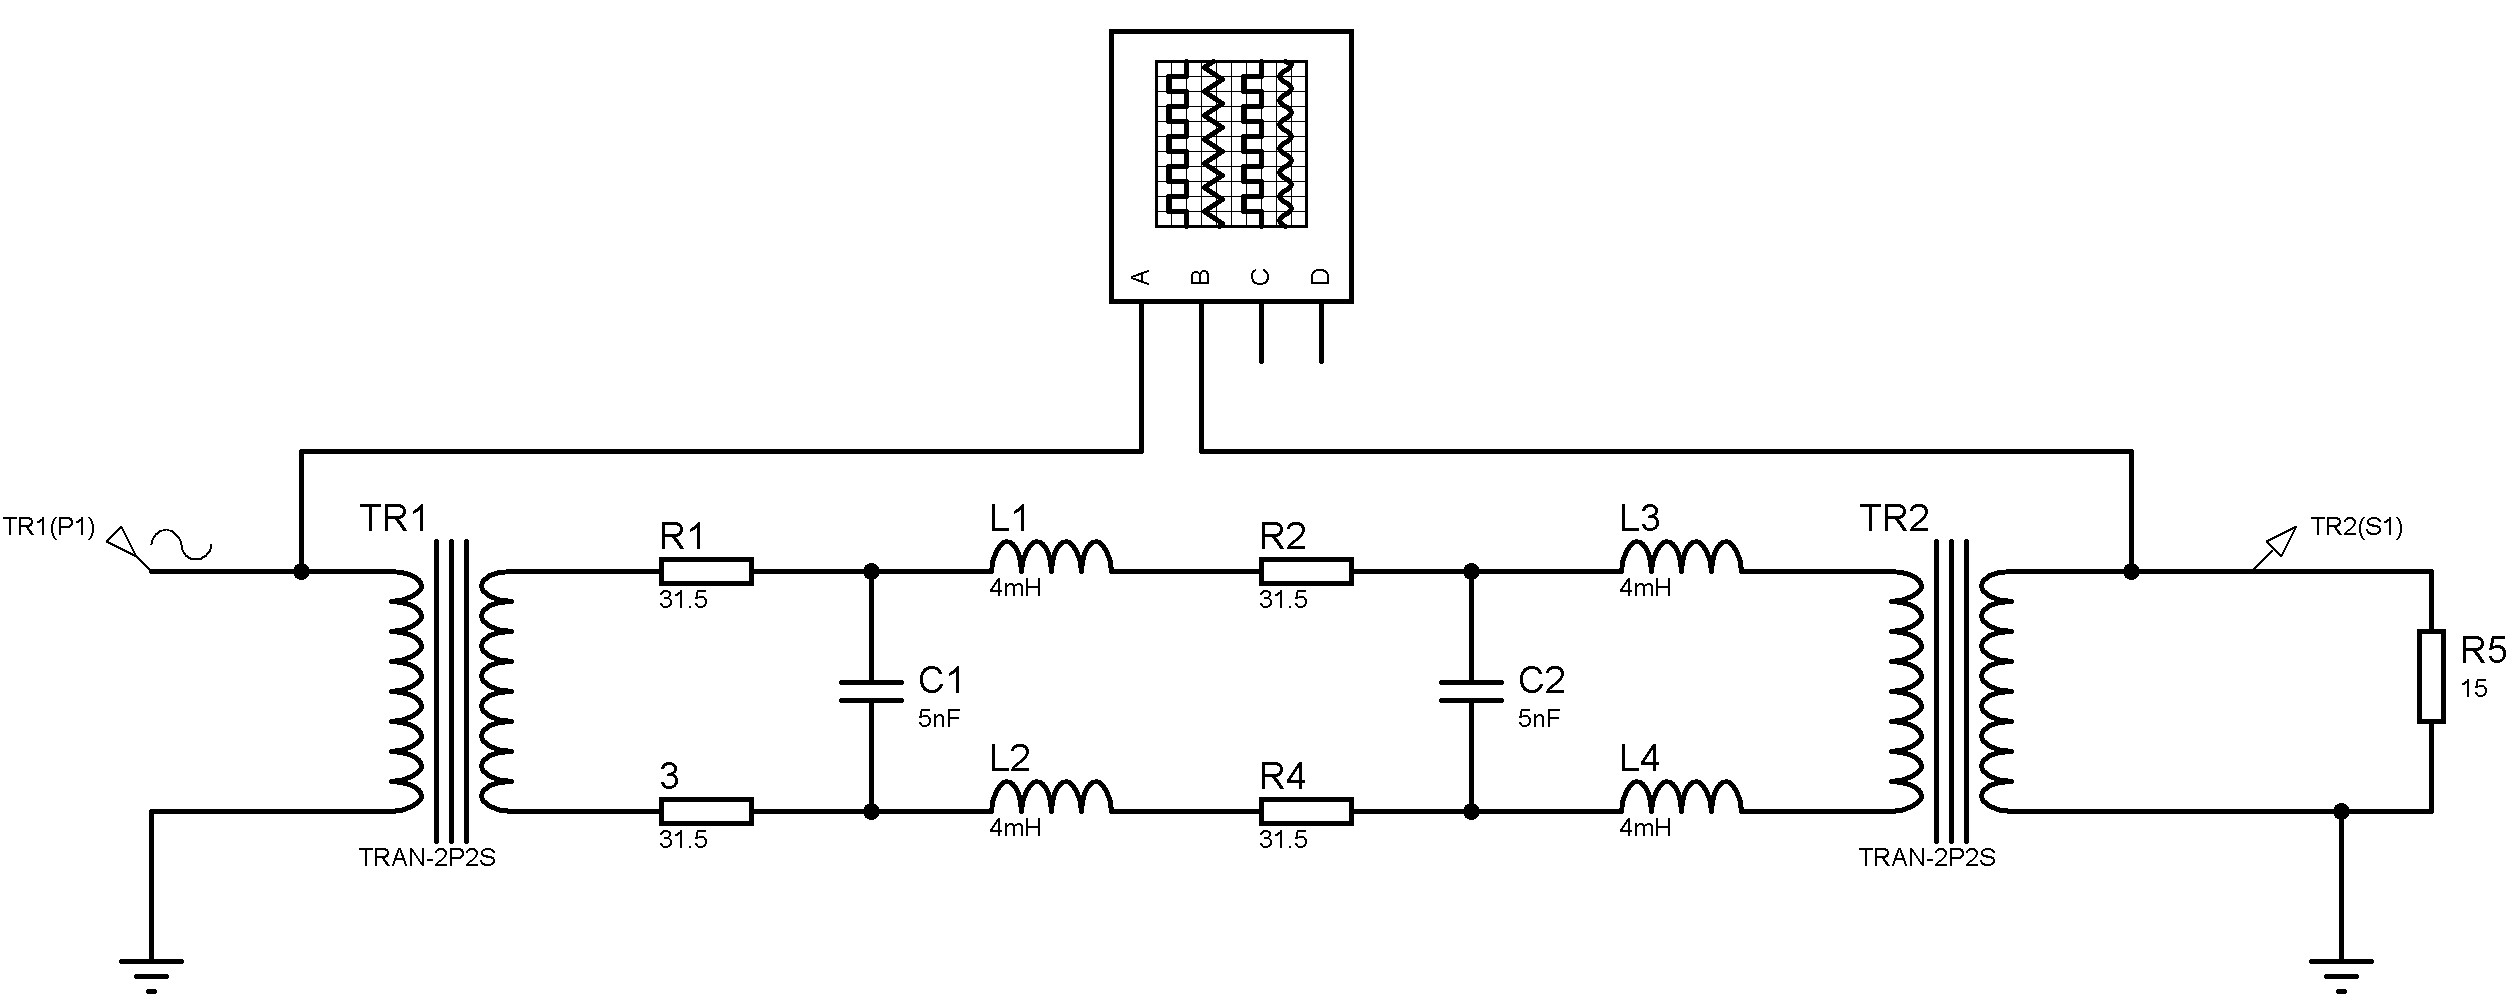 A
B
C
D
TR1(P1)
TR1
TRAN-2P2S
R1
31.5
3
31.5
C1
5nF
L1
4mH
L2
4mH
R2
31.5
R4
31.5
C2
5nF
L3
4mH
L4
4mH
TR2
TRAN-2P2S
TR2(S1)
R5
15